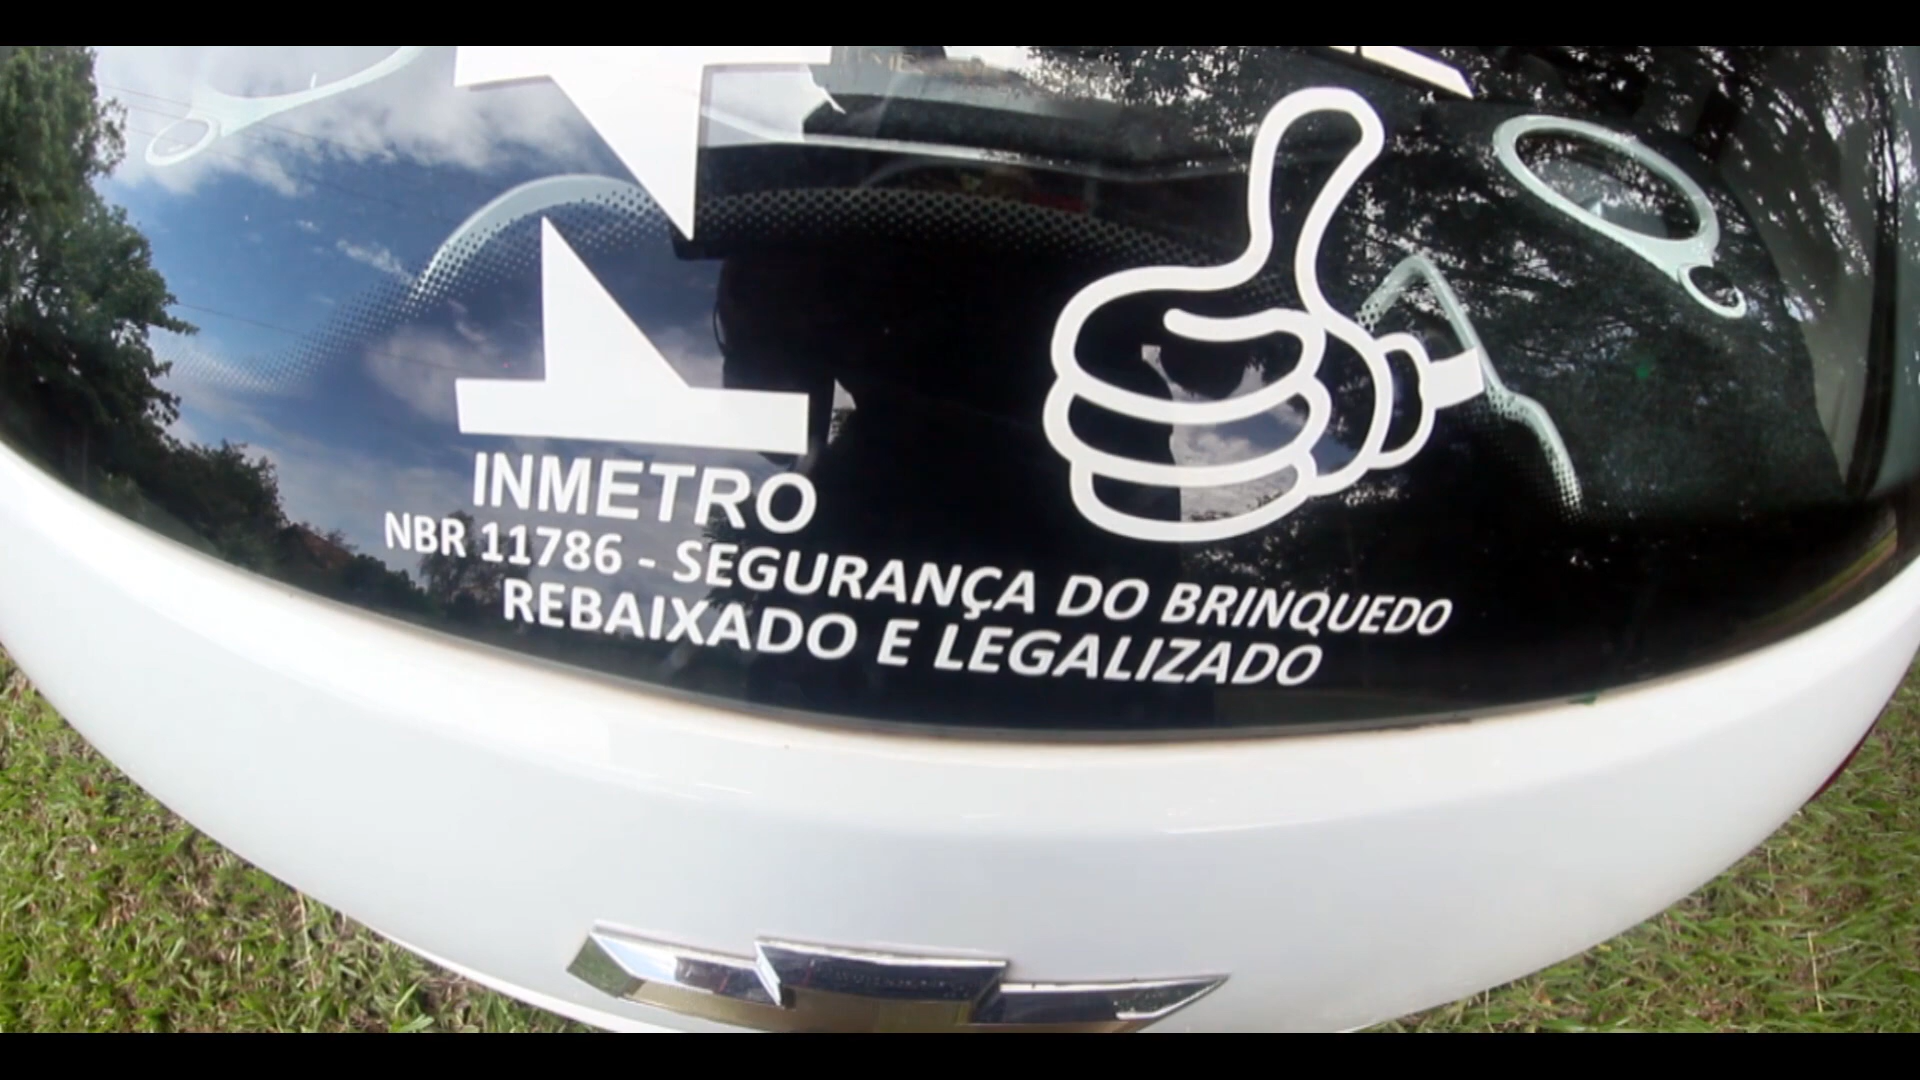 INMETRO
NBR 11786 - SEGURANÇA DO BRINQUEDO
REBAIXADO E LEGALIZADO